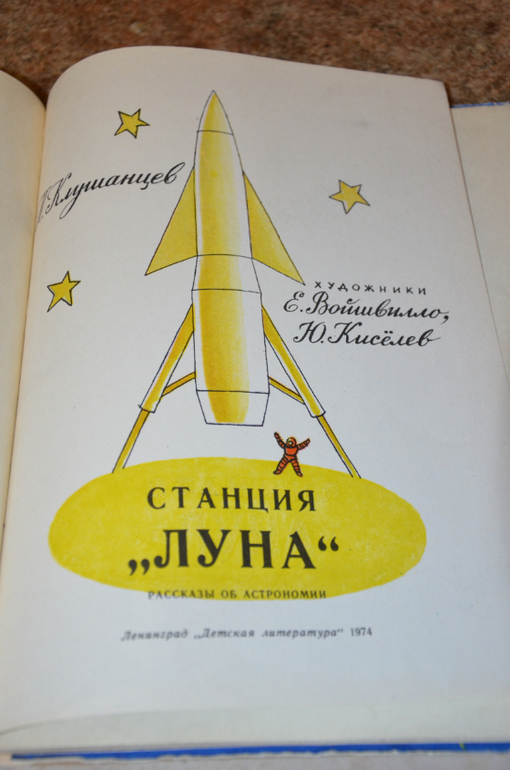 Клушанцев
ХУДОЖНИКИ
Е. Войшвилло,
Ю. Киселев
СТАНЦИЯ
„ЛУНА“
РАССКАЗЫ ОБ АСТРОНОМИИ
Ленинград „Детская литература“ 1974